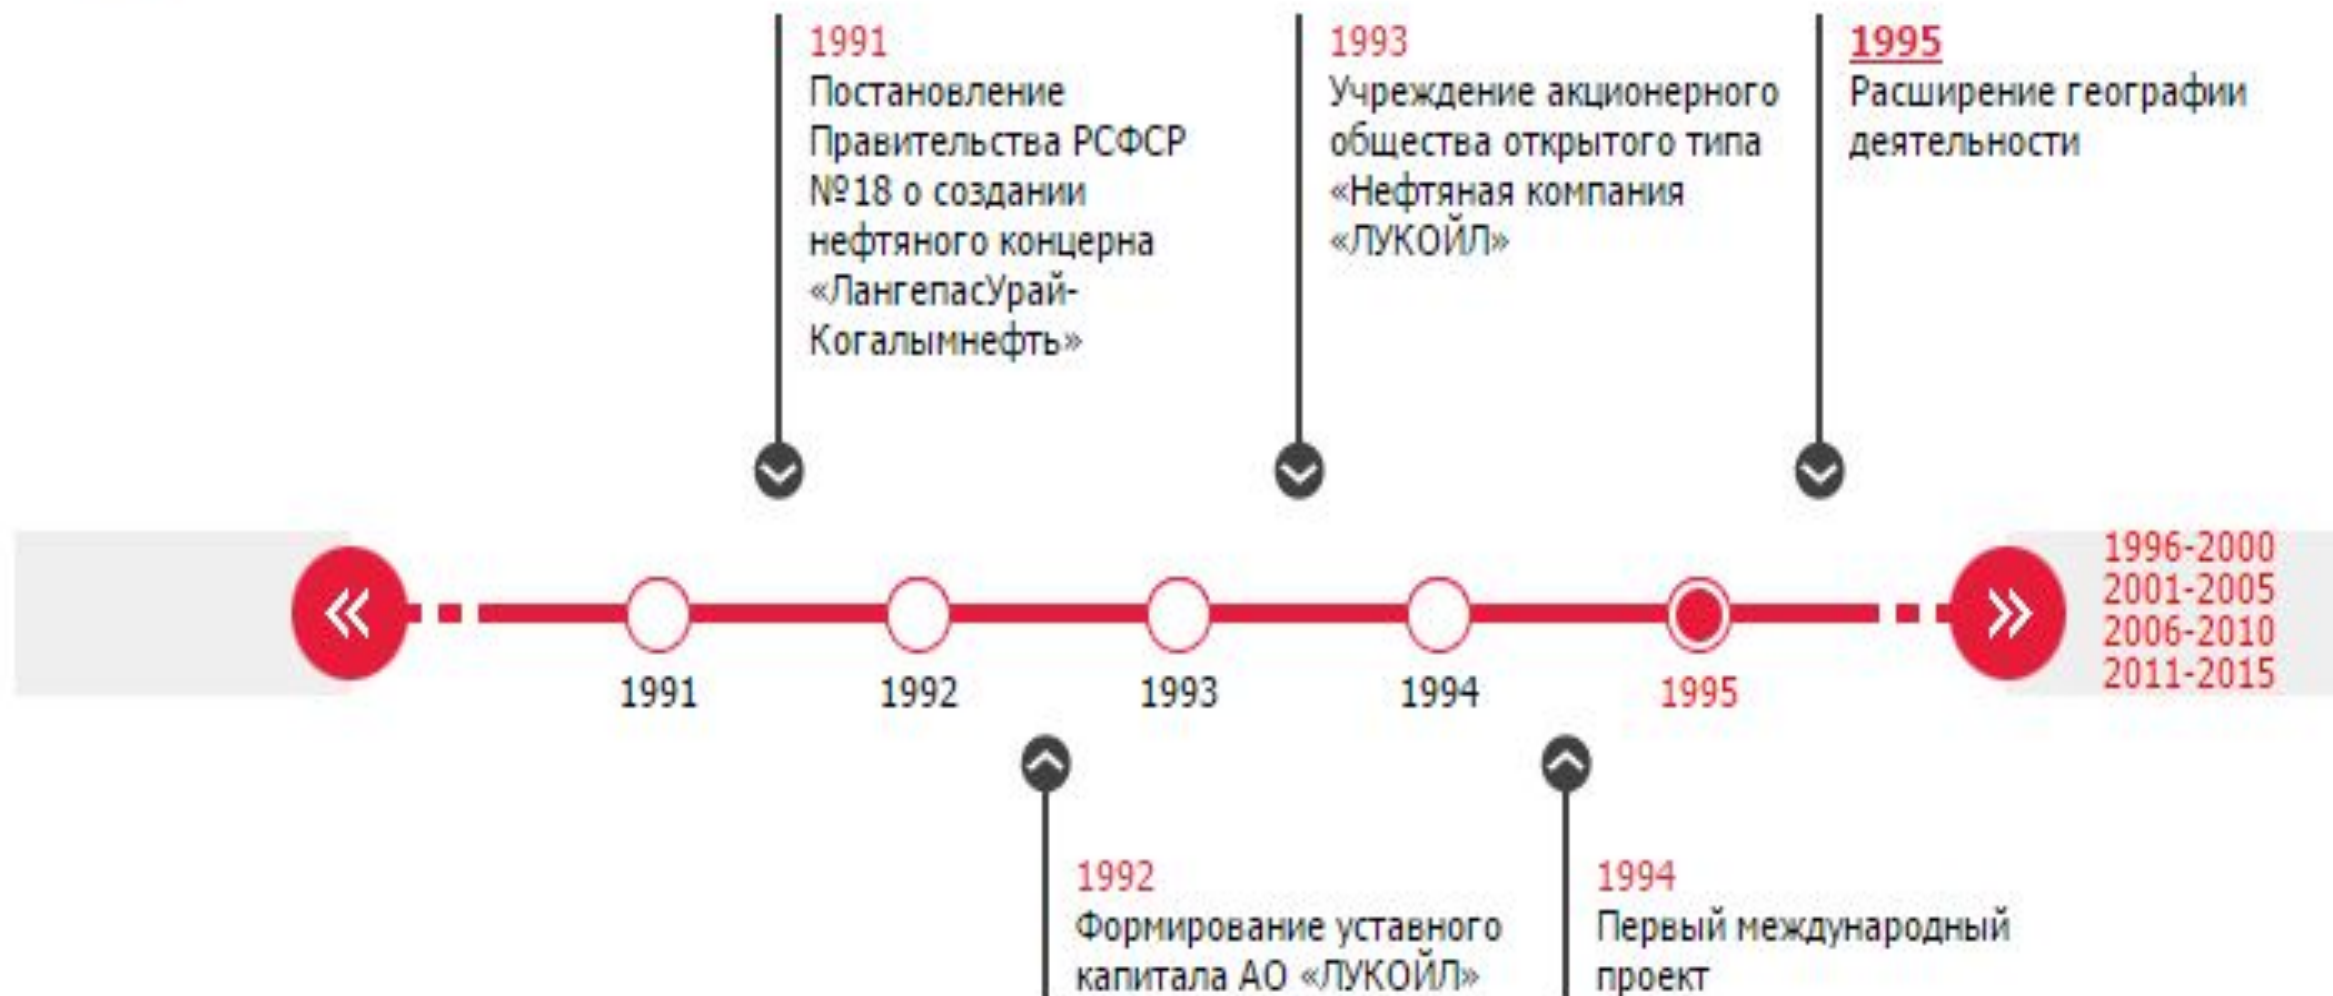 1991
Постановление
Правительства РСФСР
№18 о создании
нефтяного концерна
«ЛангепасУрай-
Когалымнефть»
1993
Учреждение акционерного
общества открытого типа
«Нефтяная компания
«ЛУКОЙЛ»
1995
Расширение географии
деятельности
1991
1992
1993
1994
1995
1996-2000
2001-2005
2006-2010
2011-2015
1992
Формирование уставного
капитала АО «ЛУКОЙЛ»
1994
Первый международный
проект